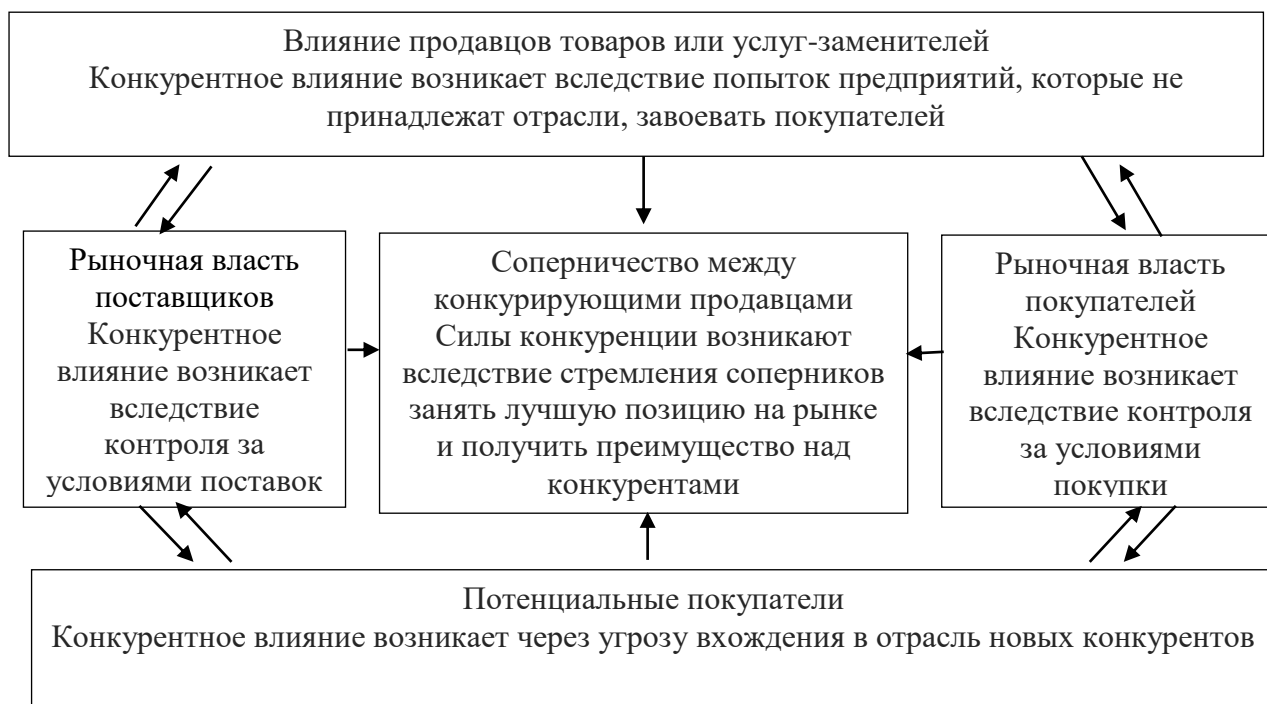 Влияние продавцов товаров или услуг-заменителей
Конкурентное влияние возникает вследствие попыток предприятий, которые не
принадлежат отрасли, завоевать покупателей
Рыночная власть
поставщиков
Конкурентное
влияние возникает
вследствие
контроля за
условиями поставок
Соперничество между
конкурирующими продавцами
Силы конкуренции возникают
вследствие стремления соперников
занять лучшую позицию на рынке
и получить преимущество над
конкурентами
Рыночная власть
покупателей
Конкурентное
влияние возникает
вследствие контроля
за условиями
покупки
Потенциальные покупатели
Конкурентное влияние возникает через угрозу вхождения в отрасль новых конкурентов